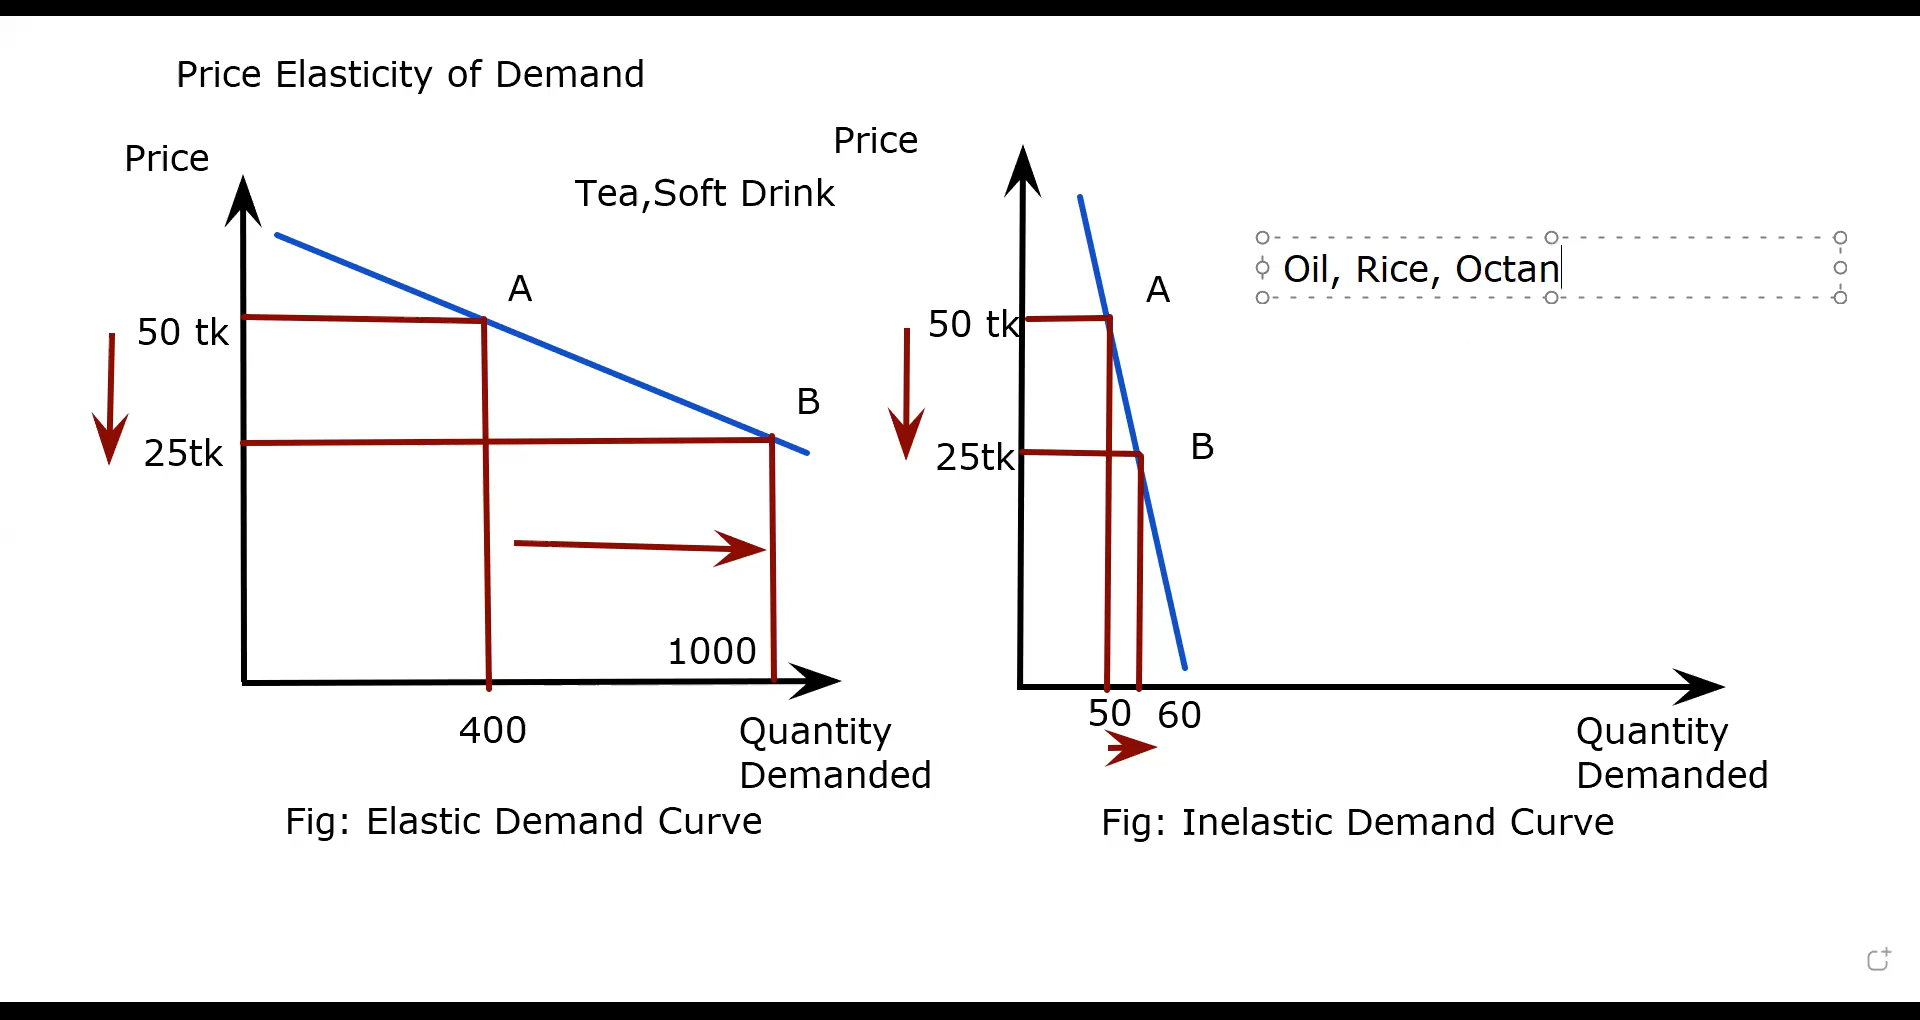 Price Elasticity of Demand
Price
Tea,Soft Drink
A
50 tk
B
25tk
1000
400
Quantity
Demanded
Fig: Elastic Demand Curve
Price
Oil, Rice, Octan
A
50 tk
B
25tk
50
60
Quantity
Demanded
Fig: Inelastic Demand Curve